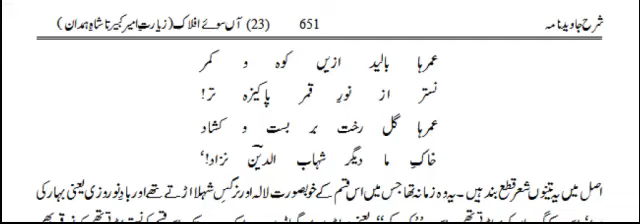 شرح جاوید نامہ 651 (23) آں سوئے افلاک (زیارتِ امیر کبیر تا شاہِ ہمدان)
عمرہا بالید ازیں کوہ و کمر
نستر از نورِ قمر پاکیزہ تر!
عمرہا گل رخت بر بست و کشاد
خاکِ ما دیگر شہاب الدینؒ نزاد!‘
اصل میں یہ تینوں شعر قطع بند ہیں۔ یہ وہ زمانہ تھا جس میں اس قسم کے خوبصورت لالہ اور نرگسِ شہلا اُڑتے تھے اور بادِ نوروزی یعنی بہار کی